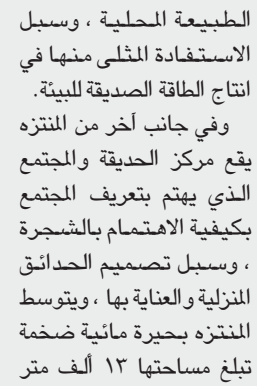 الطبيعة المحلية ، وسبل
الاستفادة المثلى منها في
انتاج الطاقة الصديقة للبيئة.
وفي جانب آخر من المنتزه
يقع مركز الحديقة والمجتمع
الذي يهتم بتعريف المجتمع
بكيفية الاهتمام بالشجرة
، وسبل تصميم الحدائق
المنزلية والعناية بها ، ويتوسط
المنتزه بحيرة مائية ضخمة
تبلغ مساحتها ١٣ ألف متر